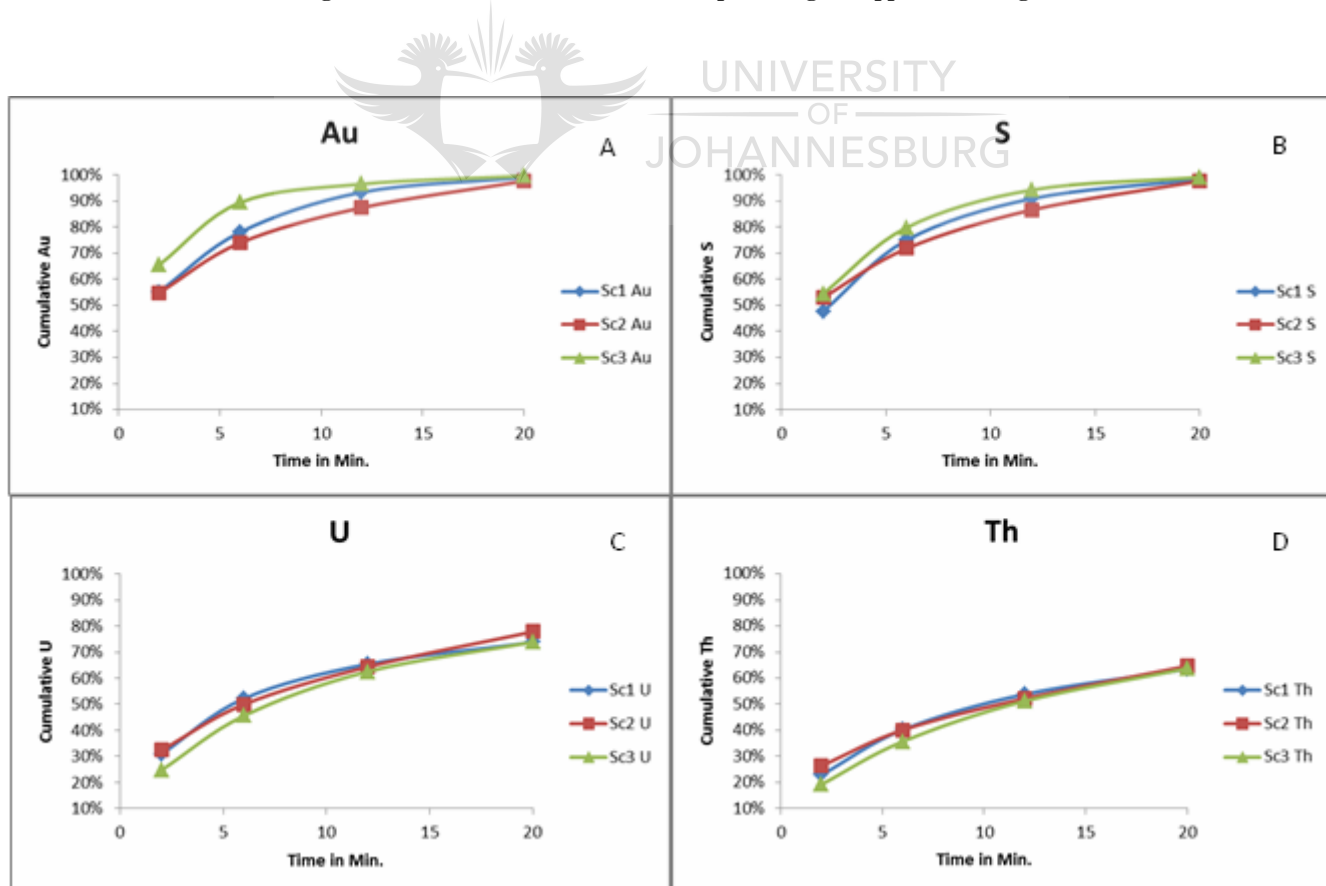 UNIVERSITY
OF
JOHANNESBURG
Au
A
100%
90%
80%
70%
60%
50%
40%
30%
20%
10%
Cumulative Au
0 5 10 15 20
Time in Min.
Sc1 Au
Sc2 Au
Sc3 Au
S
B
100%
90%
80%
70%
60%
50%
40%
30%
20%
10%
Cumulative S
0 5 10 15 20
Time in Min.
Sc1 S
Sc2 S
Sc3 S
U
C
100%
90%
80%
70%
60%
50%
40%
30%
20%
10%
Cumulative U
0 5 10 15 20
Time in Min.
Sc1 U
Sc2 U
Sc3 U
Th
D
100%
90%
80%
70%
60%
50%
40%
30%
20%
10%
Cumulative Th
0 5 10 15 20
Time in Min.
Sc1 Th
Sc2 Th
Sc3 Th